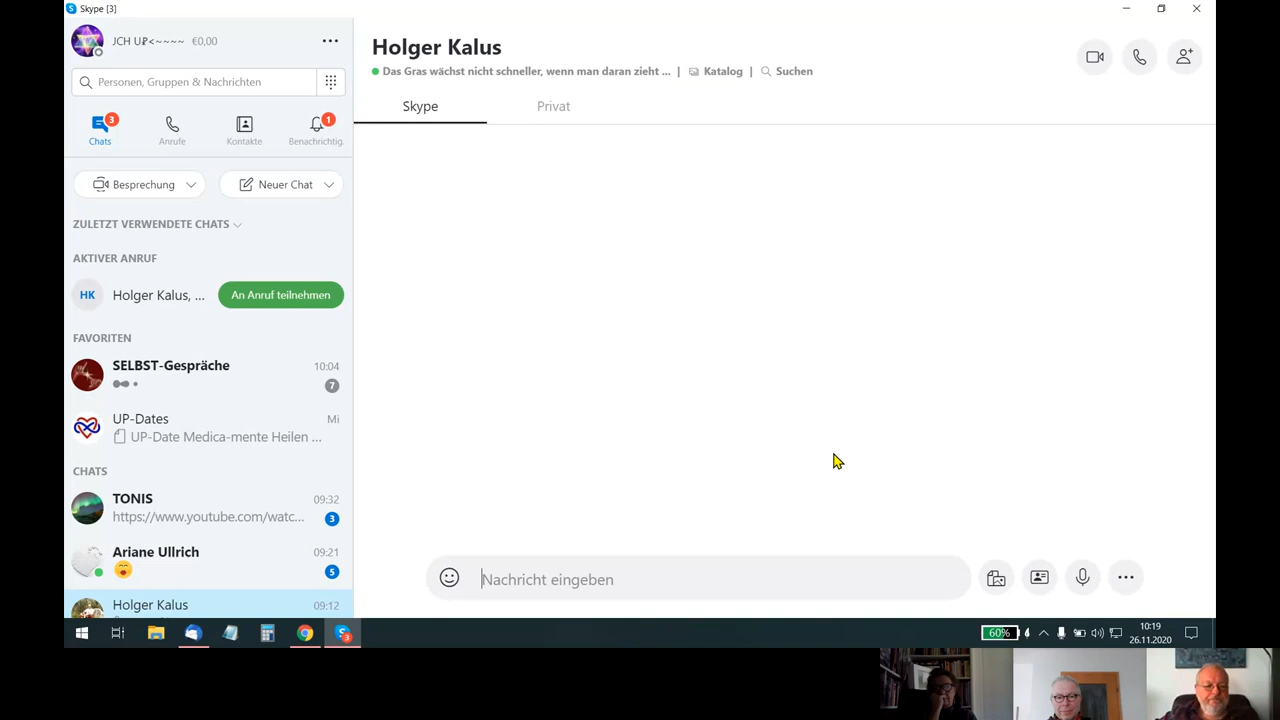 Skype [3]
JCH U₽<~~~~ €0,00
Personen, Gruppen & Nachrichten
3
1
Chats
Anrufe
Kontakte
Benachrichtig.
Besprechung
Neuer Chat
ZULETZT VERWENDETE CHATS
AKTIVER ANRUF
HK
Holger Kalus, ...
An Anruf teilnehmen
FAVORITEN
SELBST-Gespräche 10:04
7
UP-Dates Mi
UP-Date Medica-mente Heilen ...
CHATS
TONIS 09:32
https://www.youtube.com/watc...
3
Ariane Ullrich 09:21
5
Holger Kalus 09:12
Holger Kalus
Das Gras wächst nicht schneller, wenn man daran zieht ... | Katalog | Suchen
Skype
Privat
Nachricht eingeben
3
60%
10:19
26.11.2020